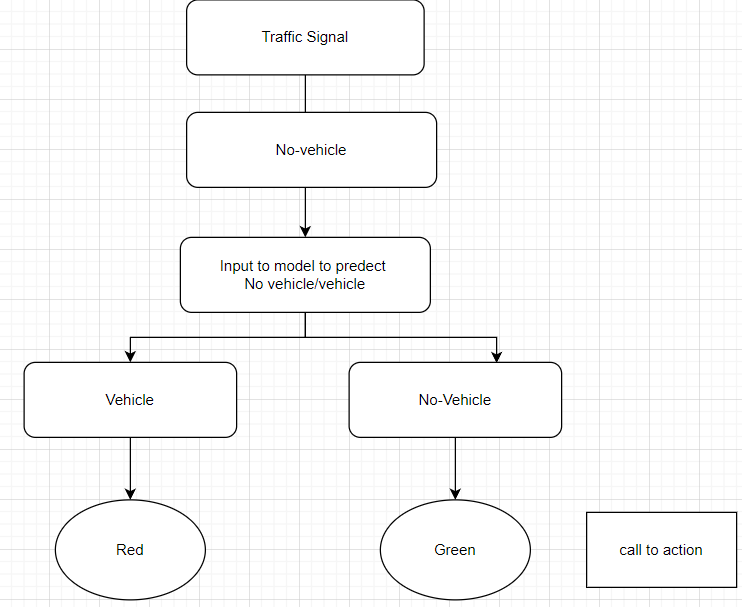 Traffic Signal
No-vehicle
Input to model to predect
No vehicle/vehicle
Vehicle
No-Vehicle
Red
Green
call to action